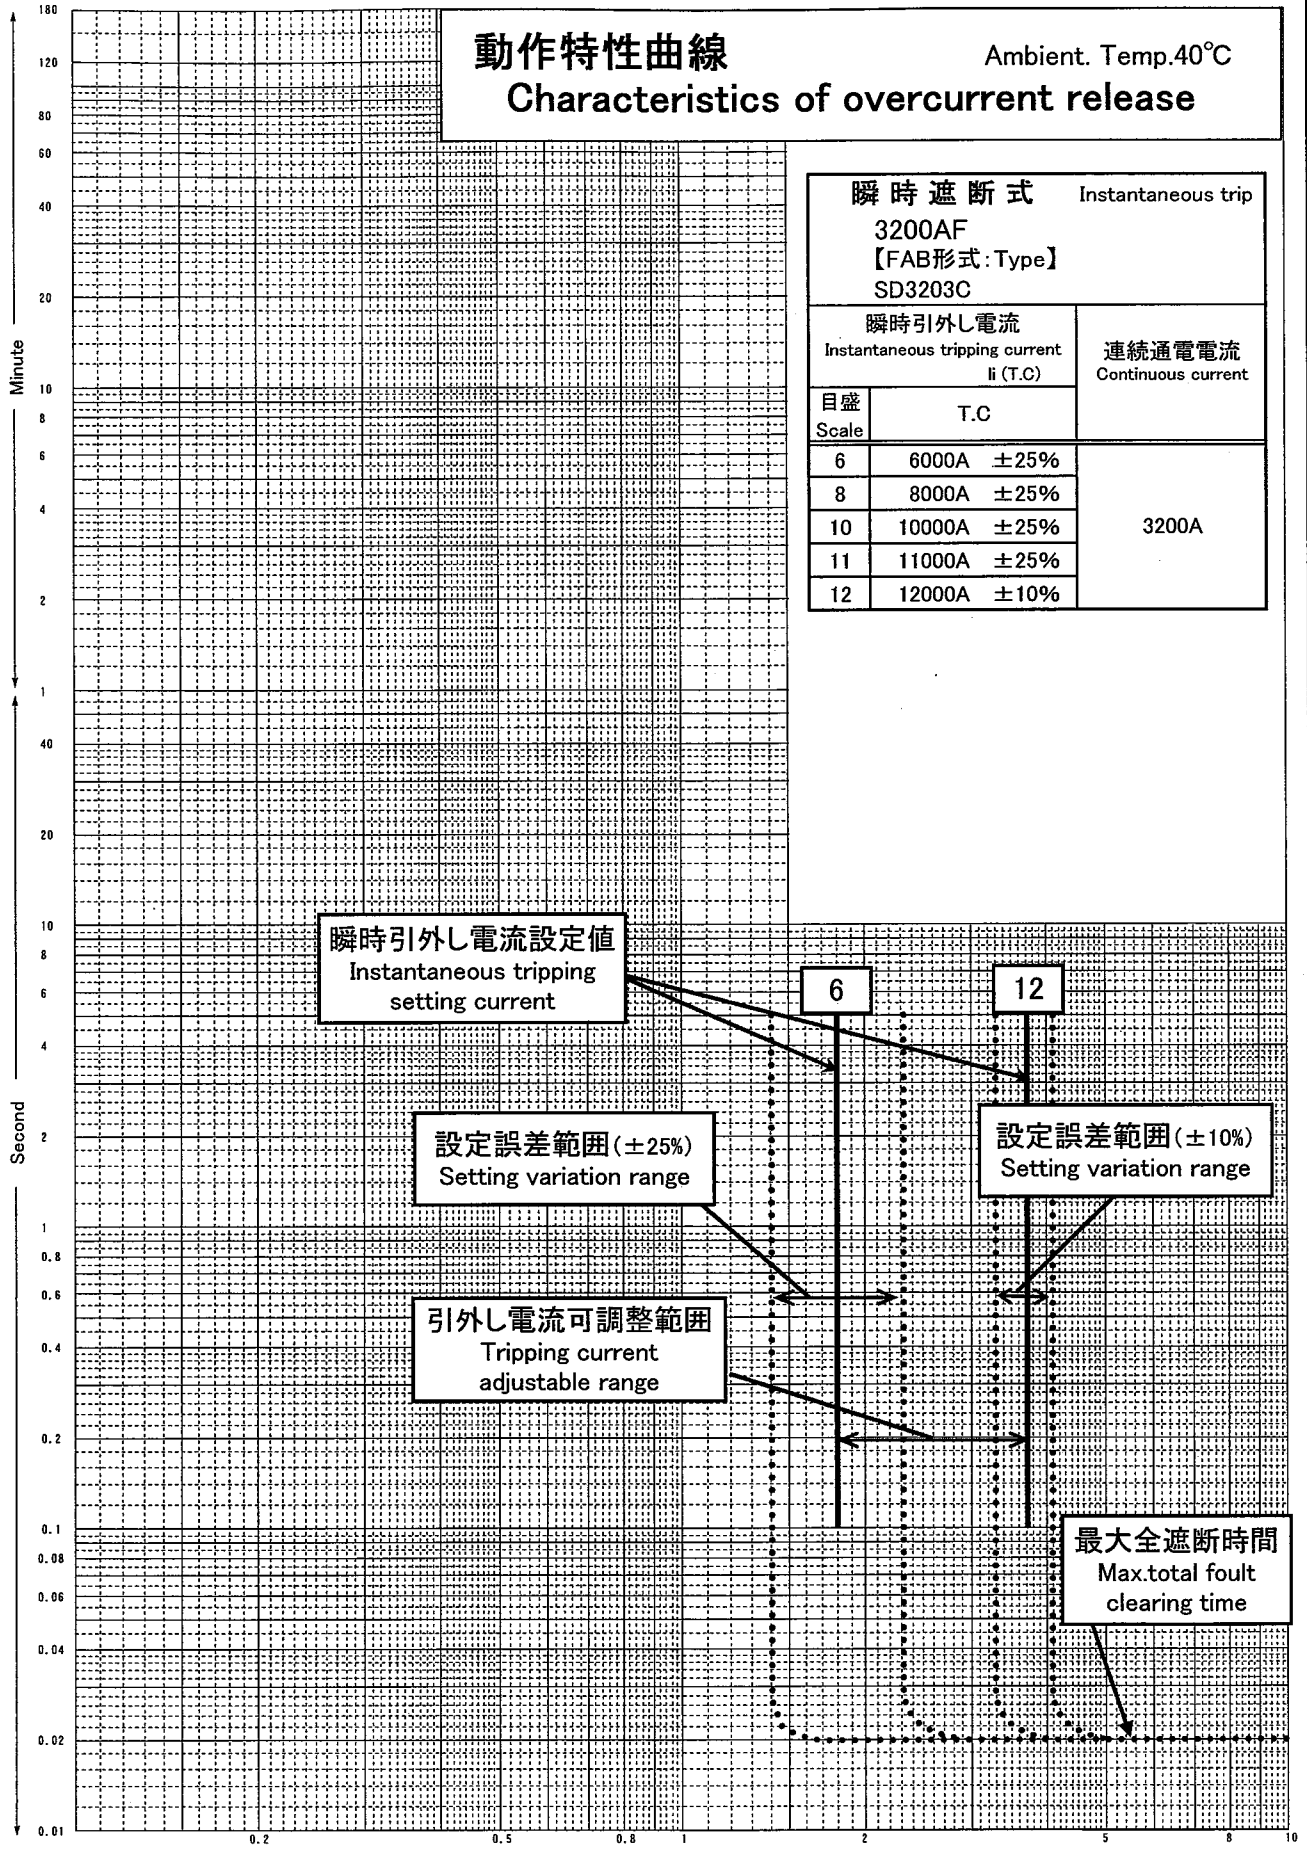 動作特性曲線
Ambient. Temp.40℃
Characteristics of overcurrent release
瞬時遮断式 Instantaneous trip
3200AF
【FAB形式:Type】
SD3203C
瞬時引外し電流
Instantaneous tripping current
Ii (T.C)
連続通電電流
Continuous current
目盛
Scale
T.C
6 6000A ±25%
8 8000A ±25%
10 10000A ±25%
11 11000A ±25%
12 12000A ±10%
3200A
180
120
80
60
40
20
10
8
6
4
2
1
40
20
10
8
6
4
2
1
0.8
0.6
0.4
0.2
0.1
0.08
0.06
0.04
0.02
0.01
Minute
Second
瞬時引外し電流設定値
Instantaneous tripping
setting current
6
12
設定誤差範囲(±25%)
Setting variation range
設定誤差範囲(±10%)
Setting variation range
引外し電流可調整範囲
Tripping current
adjustable range
最大全遮断時間
Max.total foult
clearing time
0.2
0.5
0.8
1
2
5
8
10